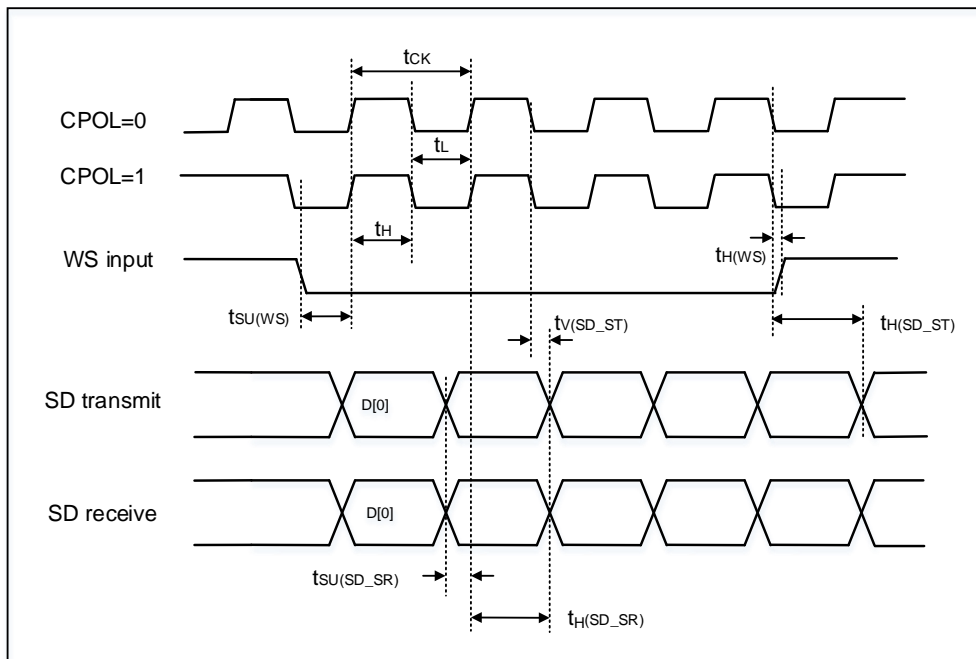 tCK
CPOL=0
tL
CPOL=1
tH
tH(WS)
WS input
tSU(WS)
tV(SD_ST)
tH(SD_ST)
SD transmit
D[0]
SD receive
D[0]
tSU(SD_SR)
tH(SD_SR)